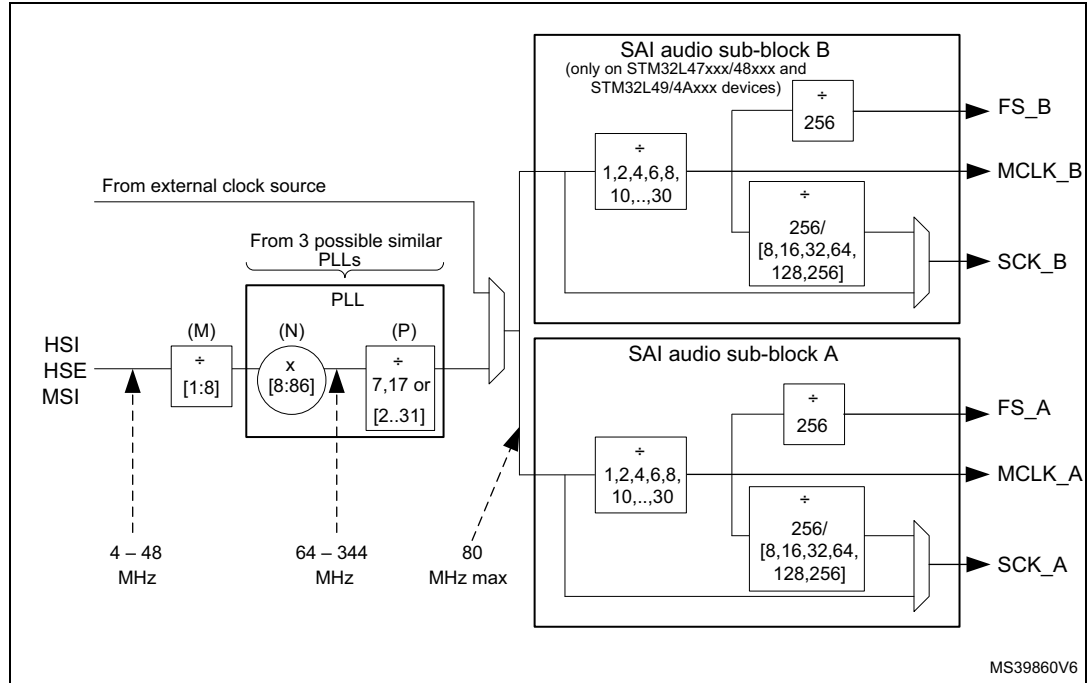 SAI audio sub-block B
(only on STM32L47xxx/48xxx and
STM32L49/4Axxx devices)
÷
256
FS_B
÷
1,2,4,6,8,
10,..,30
MCLK_B
÷
256/
[8,16,32,64,
128,256]
SCK_B
From external clock source
From 3 possible similar
PLLs
PLL
(M)
(N)
(P)
HSI
HSE
MSI
÷
[1:8]
x
[8:86]
÷
7,17 or
[2..31]
SAI audio sub-block A
÷
256
FS_A
÷
1,2,4,6,8,
10,..,30
MCLK_A
÷
256/
[8,16,32,64,
128,256]
SCK_A
4 – 48
MHz
64 – 344
MHz
80
MHz max
MS39860V6